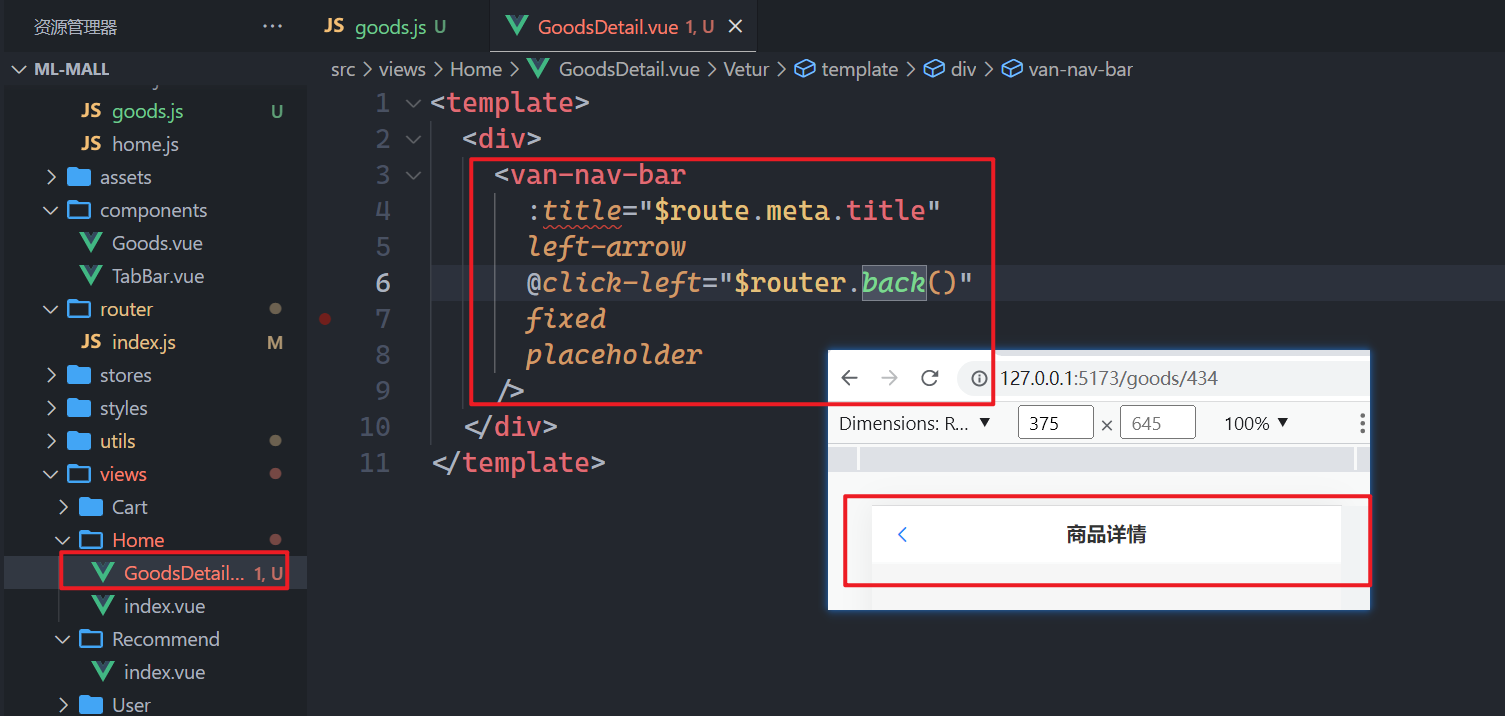 资源管理器 ···
ML-MALL
JS goods.js U
JS home.js
assets
components
Goods.vue
TabBar.vue
router
JS index.js M
stores
styles
utils
views
Cart
Home
GoodsDetail... 1, U
index.vue
Recommend
index.vue
User
JS goods.js U GoodsDetail.vue 1, U
src > views > Home > GoodsDetail.vue > Vetur > template > div > van-nav-bar
1 <template>
2 <div>
3 <van-nav-bar
4 :title="$route.meta.title"
5 left-arrow
6 @click-left="$router.back()"
7 fixed
8 placeholder
9 />
10 </div>
11 </template>
127.0.0.1:5173/goods/434
Dimensions: R... ▼ 375 × 645 100% ▼
商品详情